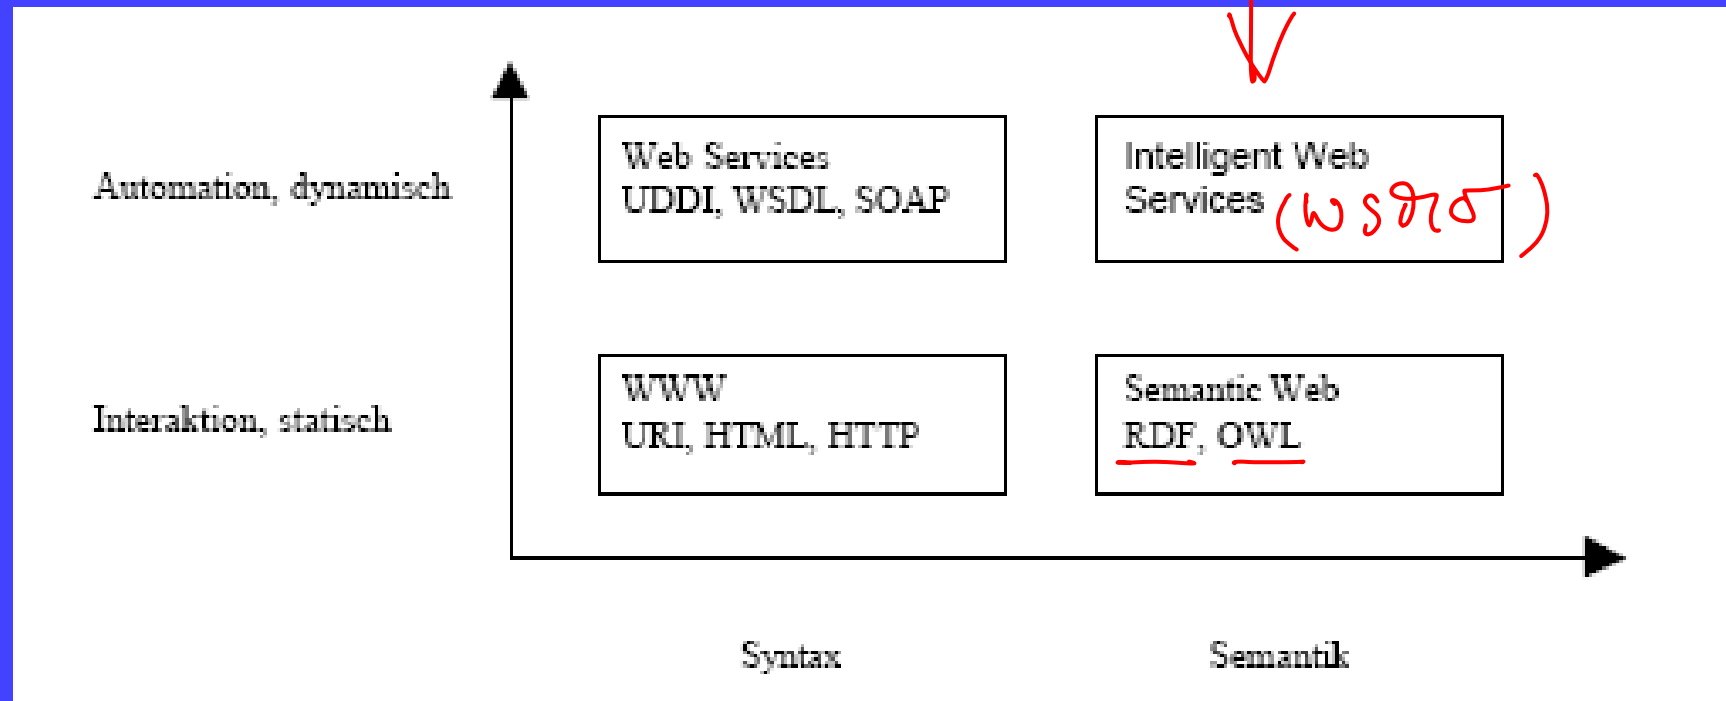 Automation, dynamisch
Web Services
UDDI, WSDL, SOAP
Intelligent Web
Services (WSMO)
Interaktion, statisch
WWW
URI, HTML, HTTP
Semantic Web
RDF, OWL
Syntax
Semantik